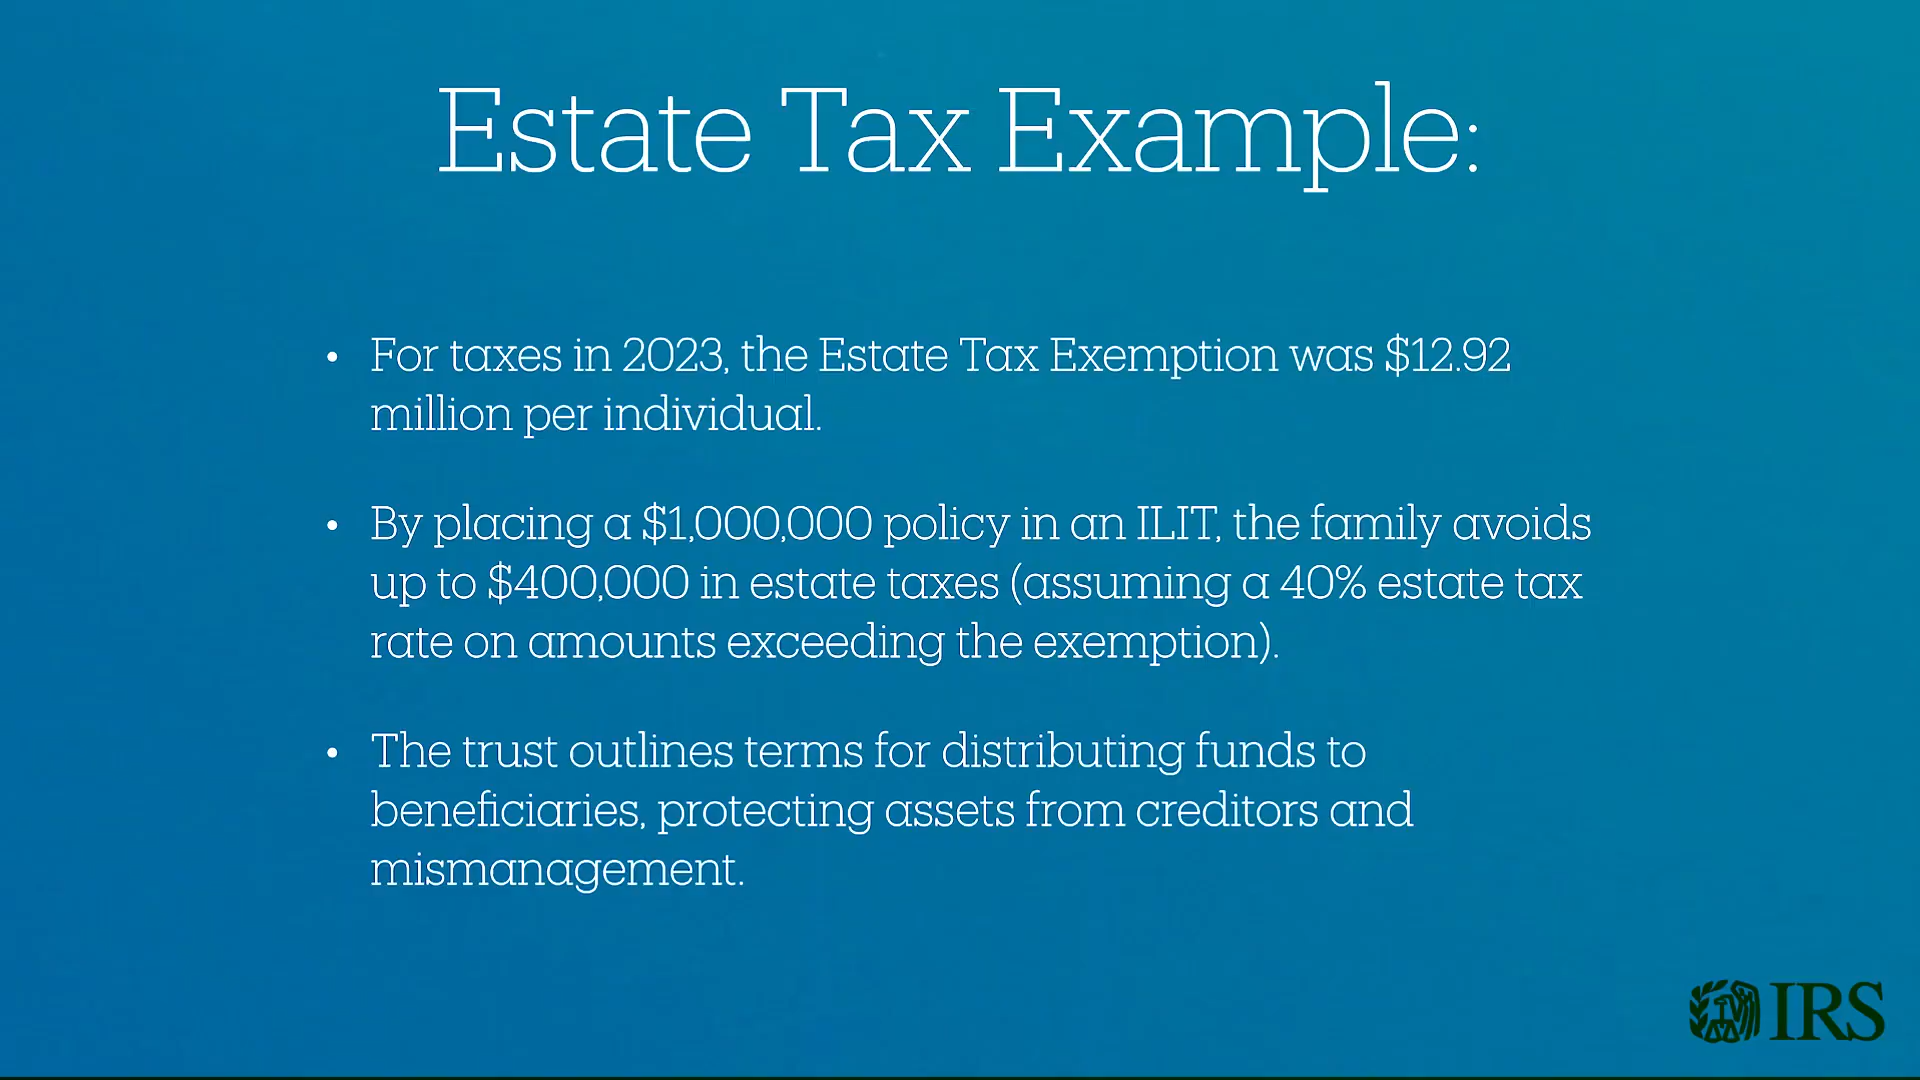 Estate Tax Example:
• For taxes in 2023, the Estate Tax Exemption was $12.92
million per individual.
• By placing a $1,000,000 policy in an ILIT, the family avoids
up to $400,000 in estate taxes (assuming a 40% estate tax
rate on amounts exceeding the exemption).
• The trust outlines terms for distributing funds to
beneficiaries, protecting assets from creditors and
mismanagement.
IRS